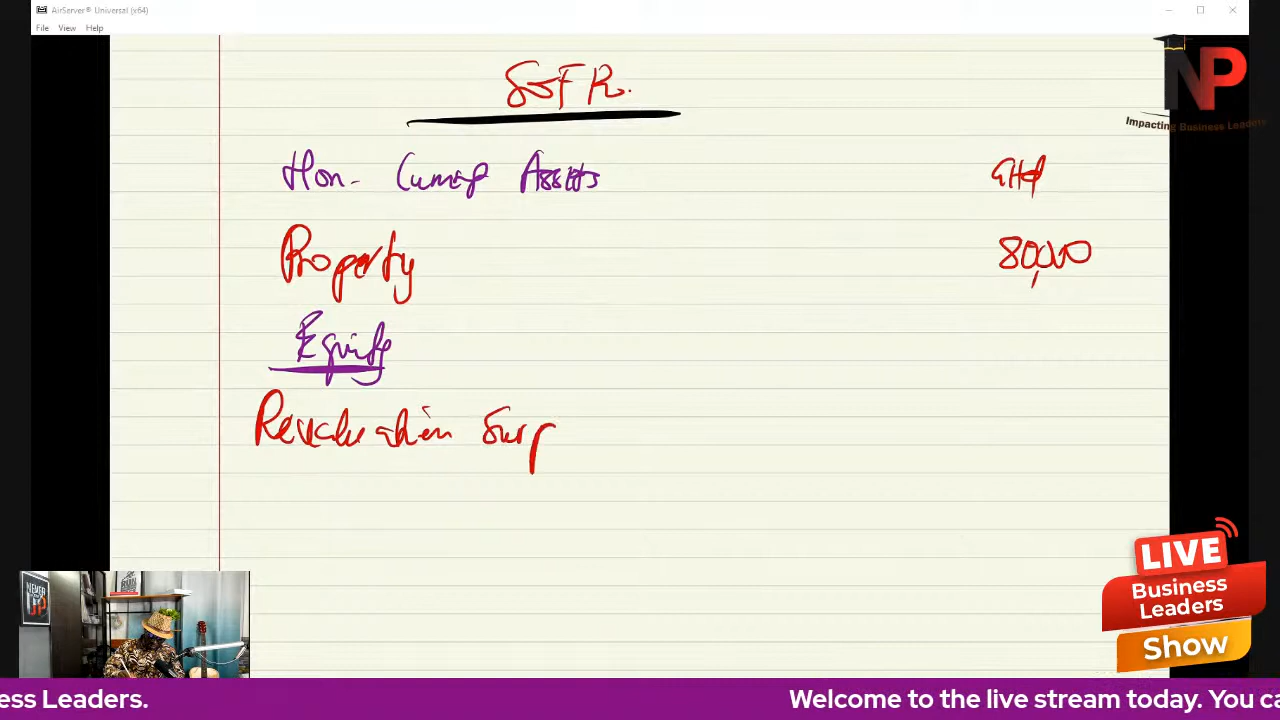 AirServer® Universal (x64)
File View Help
SOFP.
NP
Impacting Business Leaders
Non-Current Assets
GH¢
Property
80,000
Equity
Revaluation Surp
LIVE
Business
Leaders
Show
ess Leaders.
Welcome to the live stream today. You ca